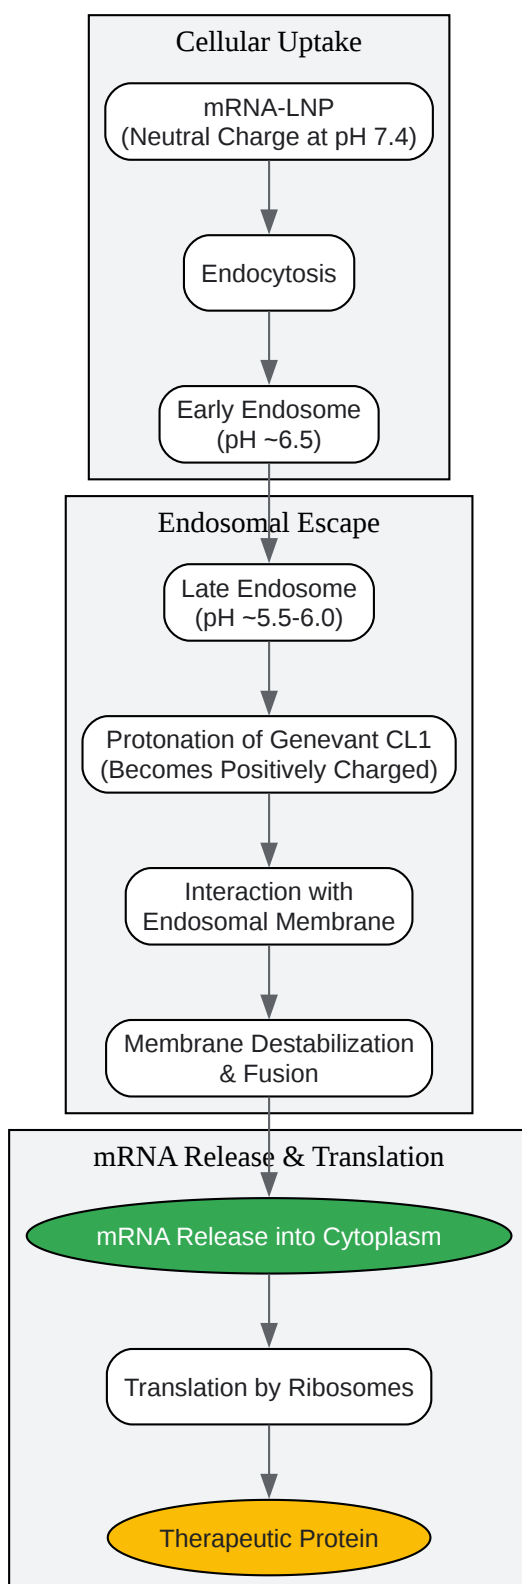 Cellular Uptake
mRNA-LNP
(Neutral Charge at pH 7.4)
Endocytosis
Early Endosome
(pH ~6.5)
Endosomal Escape
Late Endosome
(pH ~5.5-6.0)
Protonation of Genevant CL1
(Becomes Positively Charged)
Interaction with
Endosomal Membrane
Membrane Destabilization
& Fusion
mRNA Release & Translation
mRNA Release into Cytoplasm
Translation by Ribosomes
Therapeutic Protein